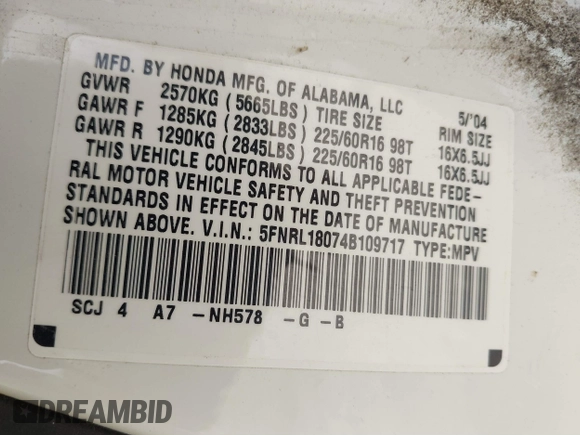 MFD. BY HONDA MFG. OF ALABAMA, LLC 5/'04
GVWR 2570KG (5665LBS) TIRE SIZE RIM SIZE
GAWR F 1285KG (2833LBS) 225/60R16 98T 16X6.5JJ
GAWR R 1290KG (2845LBS) 225/60R16 98T 16X6.5JJ
THIS VEHICLE CONFORMS TO ALL APPLICABLE FEDE-
RAL MOTOR VEHICLE SAFETY AND THEFT PREVENTION
STANDARDS IN EFFECT ON THE DATE OF MANUFACTURE
SHOWN ABOVE. V.I.N.: 5FNRL18074B109717 TYPE:MPV
SCJ 4 A7 -NH578 -G -B
DREAMBID